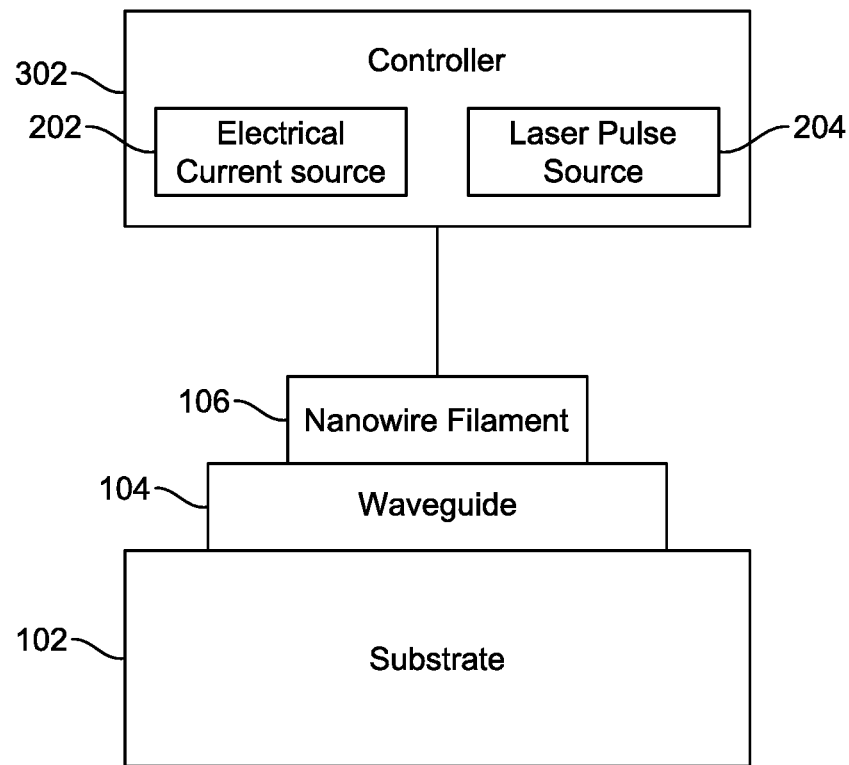 Controller
302
202
Electrical
Current source
Laser Pulse
Source
204
106
Nanowire Filament
104
Waveguide
102
Substrate